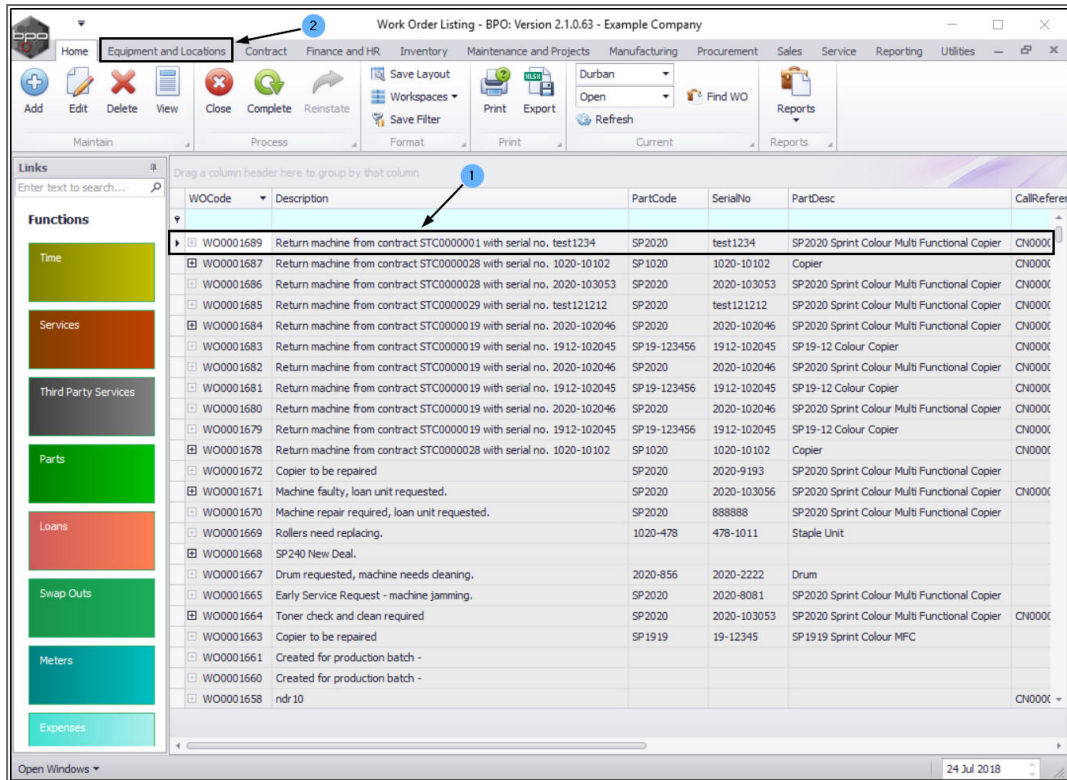 Work Order Listing - BPO: Version 2.1.0.63 - Example Company
2
bpo
Home Equipment and Locations Contract Finance and HR Inventory Maintenance and Projects Manufacturing Procurement Sales Service Reporting Utilities
Add Edit Delete View Close Complete Reinstate Save Layout Workspaces Save Filter Print Export Durban Open Refresh Find WO Reports
Maintain Process Format Print Current Reports
Links
Enter text to search...
Functions
Time
Services
Third Party Services
Parts
Loans
Swap Outs
Meters
Expenses
Drag a column header here to group by that column
1
WOCode Description PartCode SerialNo PartDesc CallReferen
WO0001689 Return machine from contract STC0000001 with serial no. test1234 SP2020 test1234 SP2020 Sprint Colour Multi Functional Copier CN0000
WO0001687 Return machine from contract STC0000028 with serial no. 1020-10102 SP1020 1020-10102 Copier CN0000
WO0001686 Return machine from contract STC0000028 with serial no. 2020-103053 SP2020 2020-103053 SP2020 Sprint Colour Multi Functional Copier CN0000
WO0001685 Return machine from contract STC0000029 with serial no. test121212 SP2020 test121212 SP2020 Sprint Colour Multi Functional Copier CN0000
WO0001684 Return machine from contract STC0000019 with serial no. 2020-102046 SP2020 2020-102046 SP2020 Sprint Colour Multi Functional Copier CN0000
WO0001683 Return machine from contract STC0000019 with serial no. 1912-102045 SP19-123456 1912-102045 SP19-12 Colour Copier CN0000
WO0001682 Return machine from contract STC0000019 with serial no. 2020-102046 SP2020 2020-102046 SP2020 Sprint Colour Multi Functional Copier CN0000
WO0001681 Return machine from contract STC0000019 with serial no. 1912-102045 SP19-123456 1912-102045 SP19-12 Colour Copier CN0000
WO0001680 Return machine from contract STC0000019 with serial no. 2020-102046 SP2020 2020-102046 SP2020 Sprint Colour Multi Functional Copier CN0000
WO0001679 Return machine from contract STC0000019 with serial no. 1912-102045 SP19-123456 1912-102045 SP19-12 Colour Copier CN0000
WO0001678 Return machine from contract STC0000028 with serial no. 1020-10102 SP1020 1020-10102 Copier CN0000
WO0001672 Copier to be repaired SP2020 2020-9193 SP2020 Sprint Colour Multi Functional Copier
WO0001671 Machine faulty, loan unit requested. SP2020 2020-103056 SP2020 Sprint Colour Multi Functional Copier CN0000
WO0001670 Machine repair required, loan unit requested. SP2020 888888 SP2020 Sprint Colour Multi Functional Copier
WO0001669 Rollers need replacing. 1020-478 478-1011 Staple Unit
WO0001668 SP240 New Deal.
WO0001667 Drum requested, machine needs cleaning. 2020-856 2020-2222 Drum
WO0001665 Early Service Request - machine jamming. SP2020 2020-8081 SP2020 Sprint Colour Multi Functional Copier
WO0001664 Toner check and clean required SP2020 2020-103053 SP2020 Sprint Colour Multi Functional Copier CN0000
WO0001663 Copier to be repaired SP1919 19-12345 SP1919 Sprint Colour MFC
WO0001661 Created for production batch -
WO0001660 Created for production batch -
WO0001658 ndr10 CN0000
Open Windows 24 Jul 2018